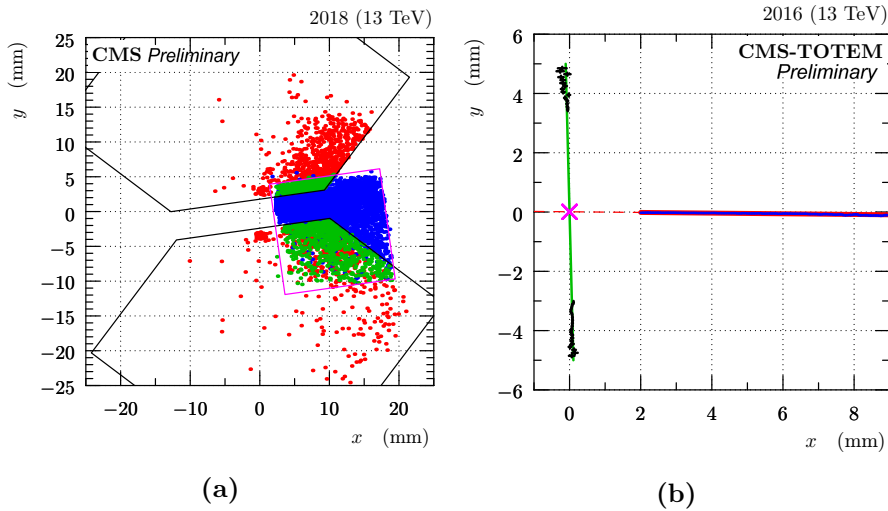 2018 (13 TeV)
CMS Preliminary
y (mm)
25
20
15
10
5
0
−5
−10
−15
−20
−25
−20 −10 0 10 20
x (mm)
(a)
2016 (13 TeV)
CMS-TOTEM
Preliminary
y (mm)
6
4
2
0
−2
−4
−6
0 2 4 6 8
x (mm)
(b)